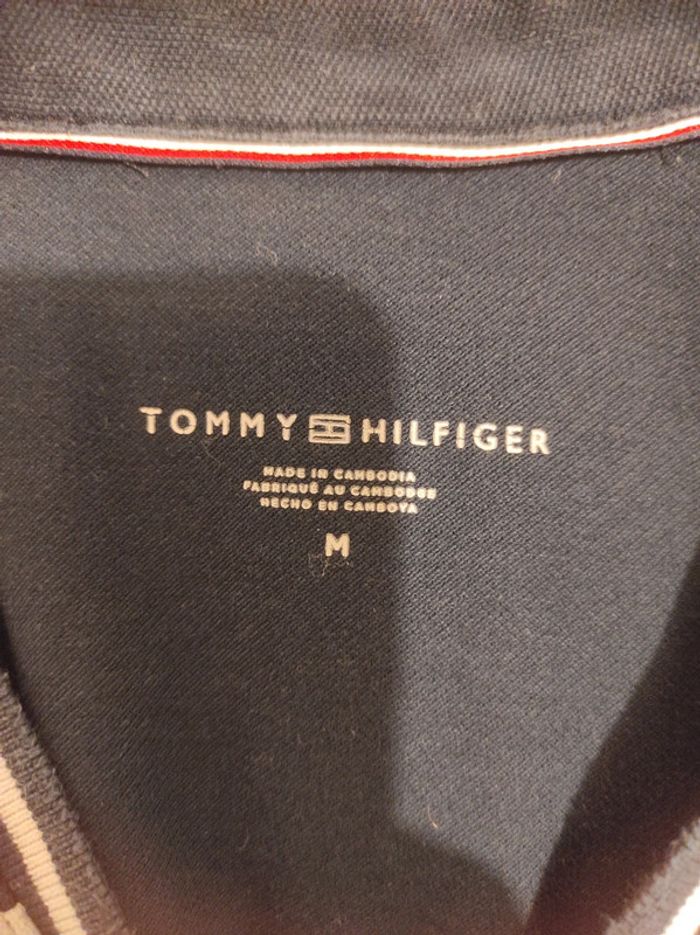 TOMMY HILFIGER
MADE IN CAMBODIA
FABRIQUÉ AU CAMBODGE
HECHO EN CAMBOYA
M